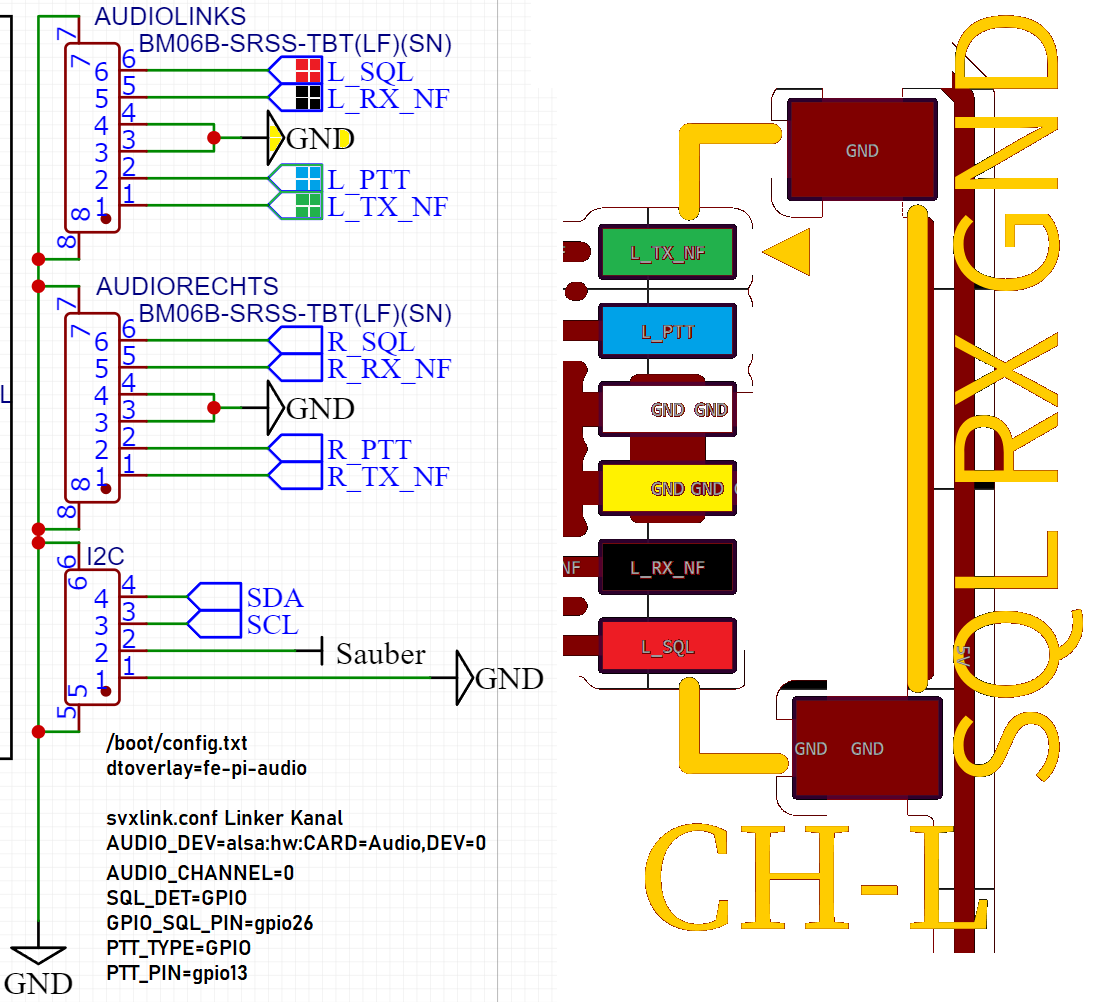 AUDIOLINKS
BM06B-SRSS-TBT(LF)(SN)
7
7
6 6 L_SQL
5 5 L_RX_NF
4 4
GND
3 3
2 2 L_PTT
1 1 L_TX_NF
8
8
AUDIORECHTS
BM06B-SRSS-TBT(LF)(SN)
7
7
6 6 R_SQL
5 5 R_RX_NF
4 4
GND
3 3
2 2 R_PTT
1 1 R_TX_NF
8
8
L
I2C
6
6
4 4 SDA
3 3 SCL
2 2 Sauber
1 1 GND
5
5
/boot/config.txt
dtoverlay=fe-pi-audio
svxlink.conf Linker Kanal
AUDIO_DEV=alsa:hw:CARD=Audio,DEV=0
AUDIO_CHANNEL=0
SQL_DET=GPIO
GPIO_SQL_PIN=gpio26
PTT_TYPE=GPIO
PTT_PIN=gpio13
GND
GND
L_TX_NF
L_PTT
GND GND
GND GND
NF L_RX_NF
L_SQL
GND GND
SQL RX GND
5V
CH-L